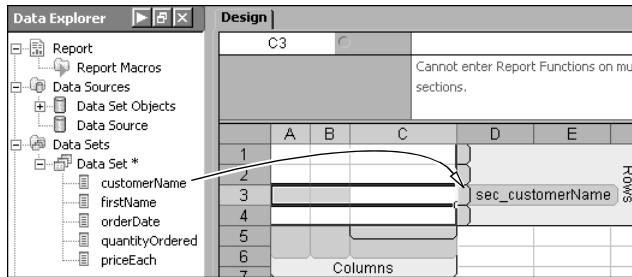 Data Explorer
Design
Report
Report Macros
Data Sources
Data Set Objects
Data Source
Data Sets
Data Set *
customerName
firstName
orderDate
quantityOrdered
priceEach
C3
Cannot enter Report Functions on mu
sections.
A B C D E
1
2
3 sec_customerName
4
5
6
7
Rows
Columns